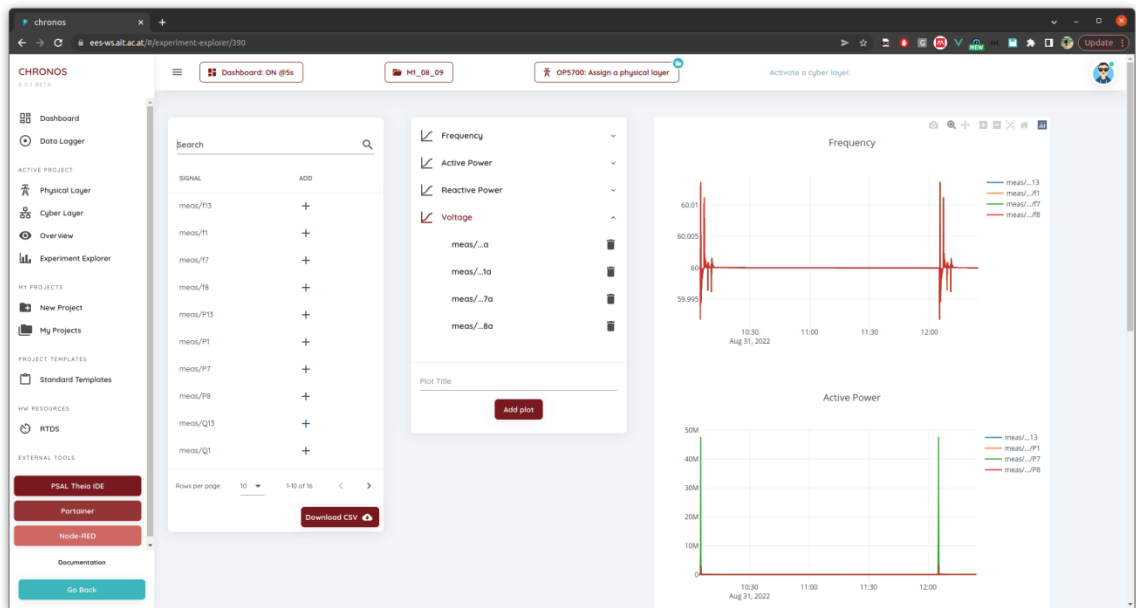 chronos
ees-ws.ait.ac.at/#/experiment-explorer/390
NEW
Update
CHRONOS
0.0.1 BETA
Dashboard: ON @5s
M1_08_09
OP5700: Assign a physical layer
Activate a cyber layer.
Dashboard
Data Logger
ACTIVE PROJECT
Physical Layer
Cyber Layer
Overview
Experiment Explorer
MY PROJECTS
New Project
My Projects
PROJECT TEMPLATES
Standard Templates
HW RESOURCES
RTDS
EXTERNAL TOOLS
PSAL Theia IDE
Portainer
Node-RED
Documentation
Go Back
Search
SIGNAL ADD
meas/f13
meas/f1
meas/f7
meas/f8
meas/P13
meas/P1
meas/P7
meas/P8
meas/Q13
meas/Q1
Rows per page: 10 1-10 of 16
Download CSV
Frequency
Active Power
Reactive Power
Voltage
meas/...a
meas/...1a
meas/...7a
meas/...8a
Plot Title
Add plot
Frequency
60.01
60.005
60
59.995
10:30 11:00 11:30 12:00
Aug 31, 2022
meas/...13
meas/.../f1
meas/.../f7
meas/.../f8
Active Power
50M
40M
30M
20M
10M
0
10:30 11:00 11:30 12:00
Aug 31, 2022
meas/...13
meas/.../P1
meas/.../P7
meas/.../P8